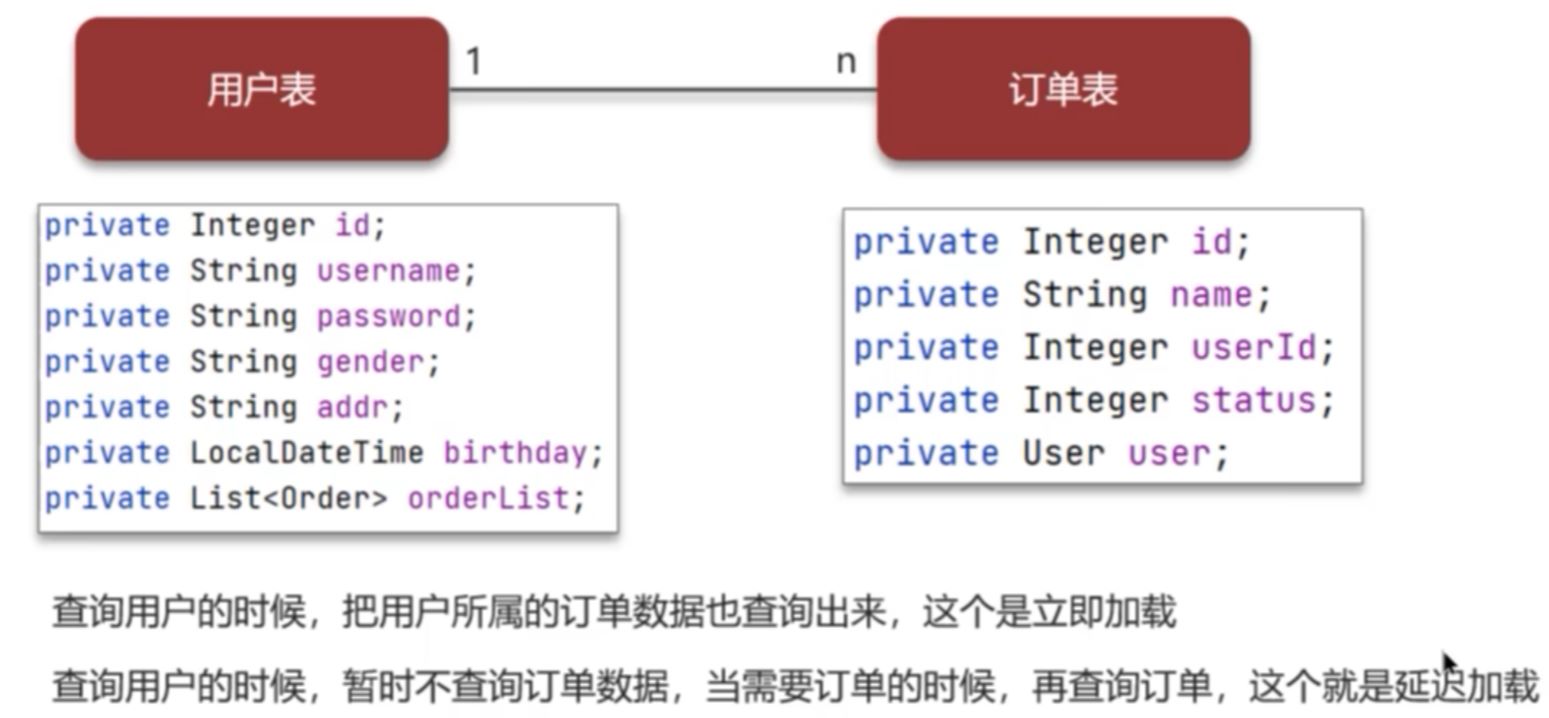 用户表
1
n
订单表
private Integer id;
private String username;
private String password;
private String gender;
private String addr;
private LocalDateTime birthday;
private List<Order> orderList;
private Integer id;
private String name;
private Integer userId;
private Integer status;
private User user;
查询用户的时候，把用户所属的订单数据也查询出来，这个是立即加载
查询用户的时候，暂时不查询订单数据，当需要订单的时候，再查询订单，这个就是延迟加载